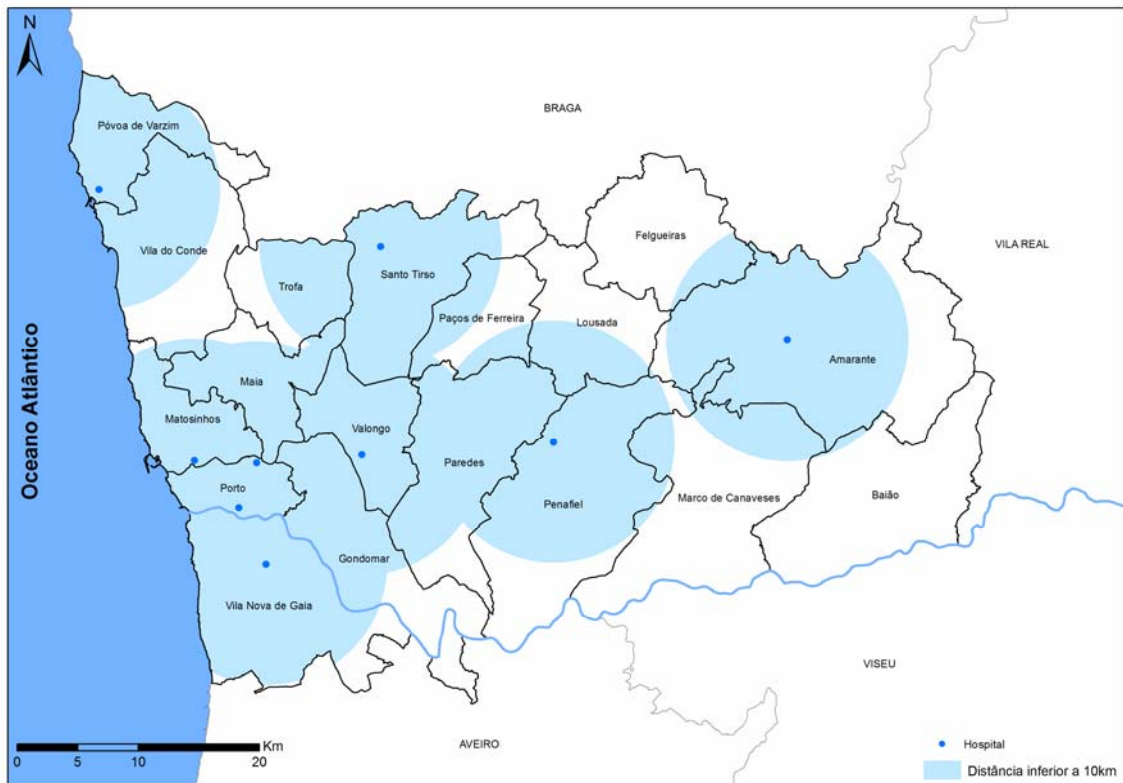 N
BRAGA
Póvoa de Varzim
Felgueiras
VILA REAL
Vila do Conde
Santo Tirso
Trofa
Paços de Ferreira
Lousada
Amarante
Maia
Matosinhos
Valongo
Paredes
Porto
Penafiel
Marco de Canaveses
Baião
Gondomar
Vila Nova de Gaia
Oceano Atlântico
VISEU
AVEIRO
Km
0 5 10 20
Hospital
Distância inferior a 10km